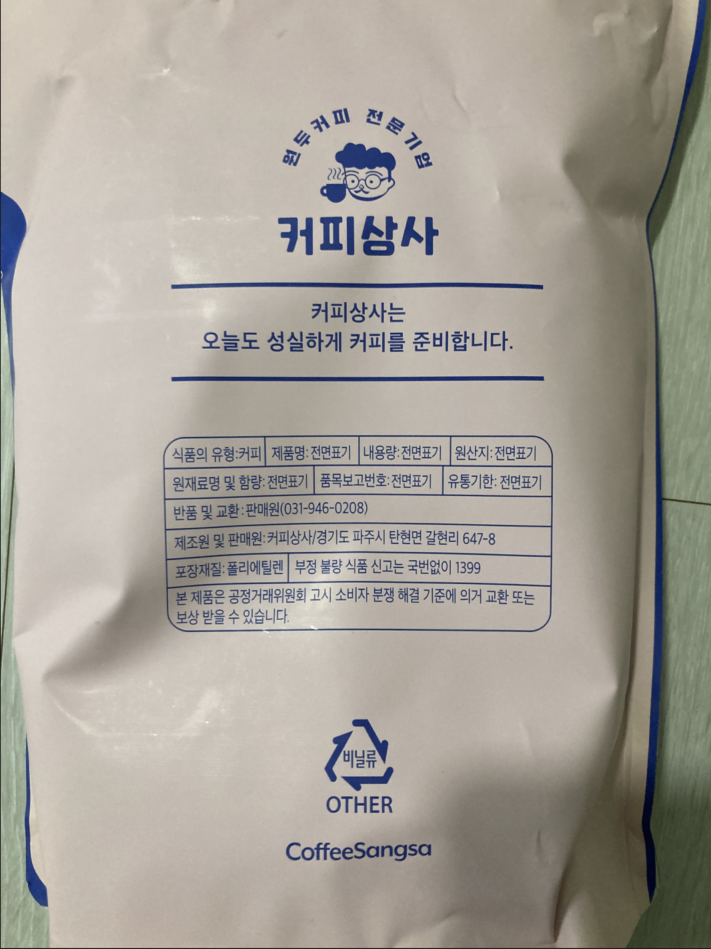 원두커피 전문기업
커피상사
커피상사는
오늘도 성실하게 커피를 준비합니다.
식품의 유형:커피 제품명: 전면표기 내용량:전면표기 원산지: 전면표기
원재료명 및 함량: 전면표기 품목보고번호: 전면표기 유통기한: 전면표기
반품 및 교환: 판매원(031-946-0208)
제조원 및 판매원: 커피상사/경기도 파주시 탄현면 갈현리 647-8
포장재질: 폴리에틸렌 부정 불량 식품 신고는 국번없이 1399
본 제품은 공정거래위원회 고시 소비자 분쟁 해결 기준에 의거 교환 또는
보상 받을 수 있습니다.
비닐류
OTHER
CoffeeSangsa